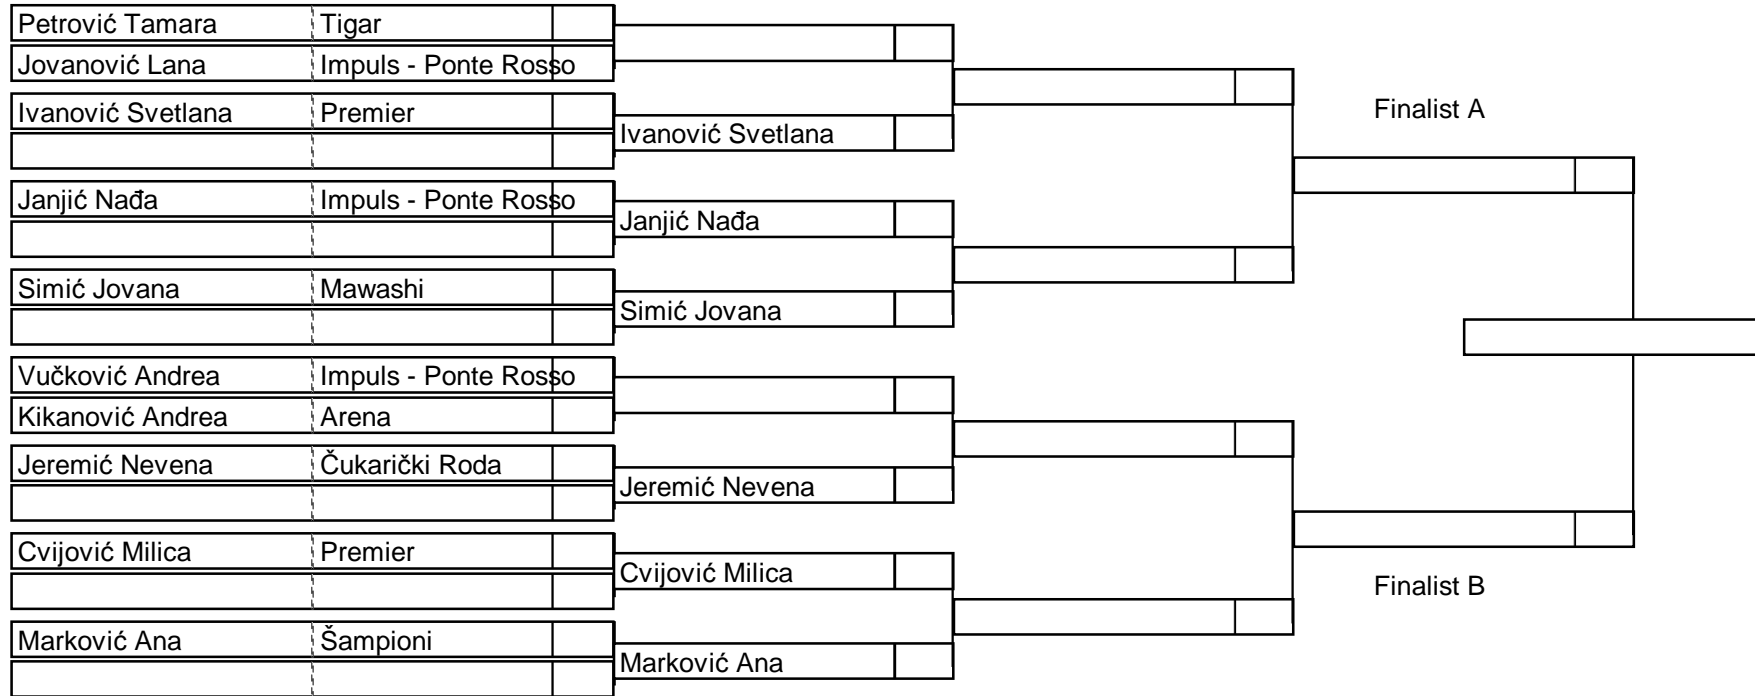 Petrović Tamara Tigar
Jovanović Lana Impuls - Ponte Rosso
Ivanović Svetlana Premier
Finalist A
Ivanović Svetlana
Janjić Nađa Impuls - Ponte Rosso
Janjić Nađa
Simić Jovana Mawashi
Simić Jovana
Vučković Andrea Impuls - Ponte Rosso
Kikanović Andrea Arena
Jeremić Nevena Čukarički Roda
Jeremić Nevena
Cvijović Milica Premier
Cvijović Milica
Finalist B
Marković Ana Šampioni
Marković Ana